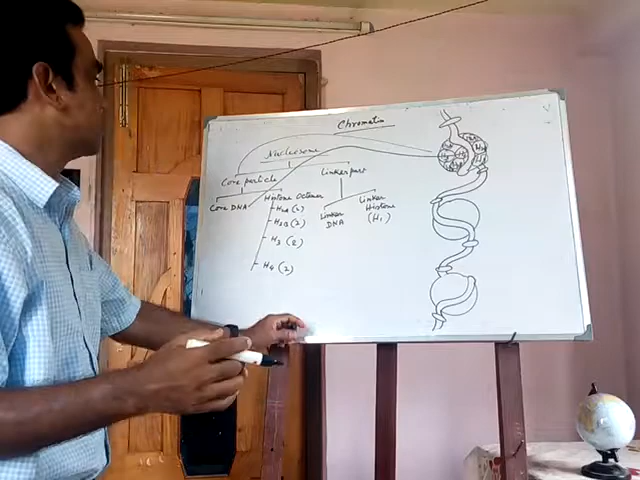 Chromatin
Nucleosome
Core particle
Linker part
Core DNA
Histone Octamer
H2A (2)
H2B (2)
H3 (2)
H4 (2)
Linker
DNA
Linker
Histone
(H1)